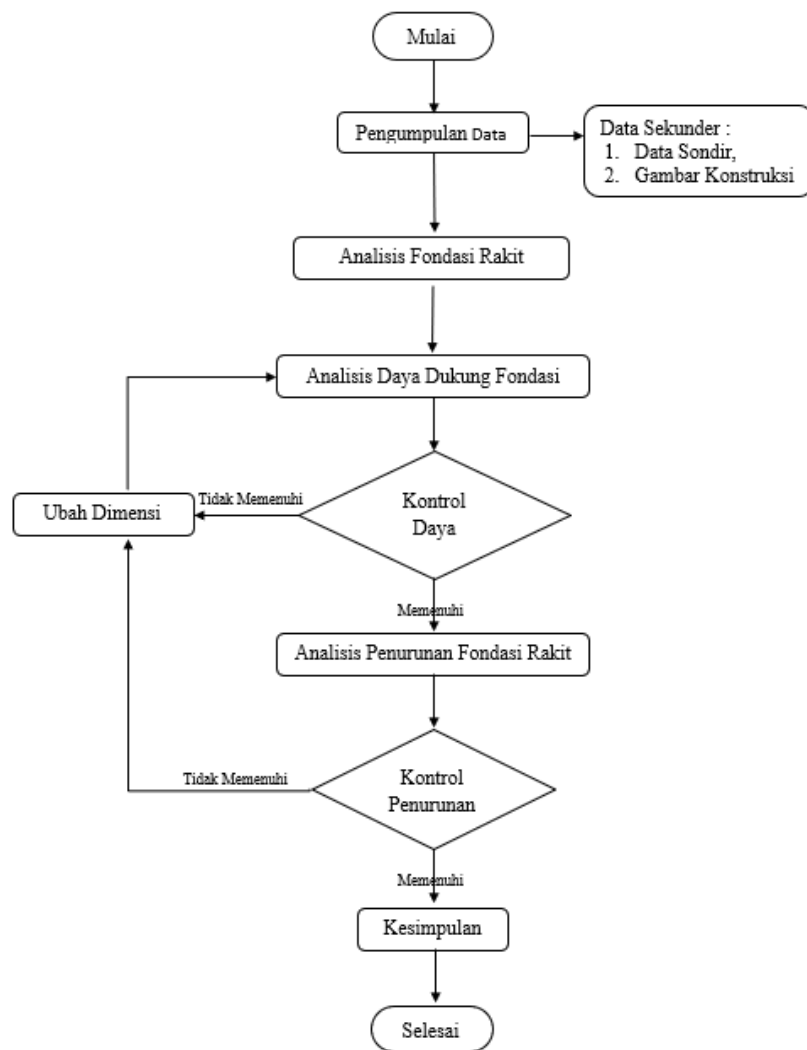 Mulai
Pengumpulan Data
Data Sekunder :
1. Data Sondir,
2. Gambar Konstruksi
Analisis Fondasi Rakit
Analisis Daya Dukung Fondasi
Kontrol
Daya
Tidak Memenuhi
Ubah Dimensi
Memenuhi
Analisis Penurunan Fondasi Rakit
Kontrol
Penurunan
Tidak Memenuhi
Memenuhi
Kesimpulan
Selesai